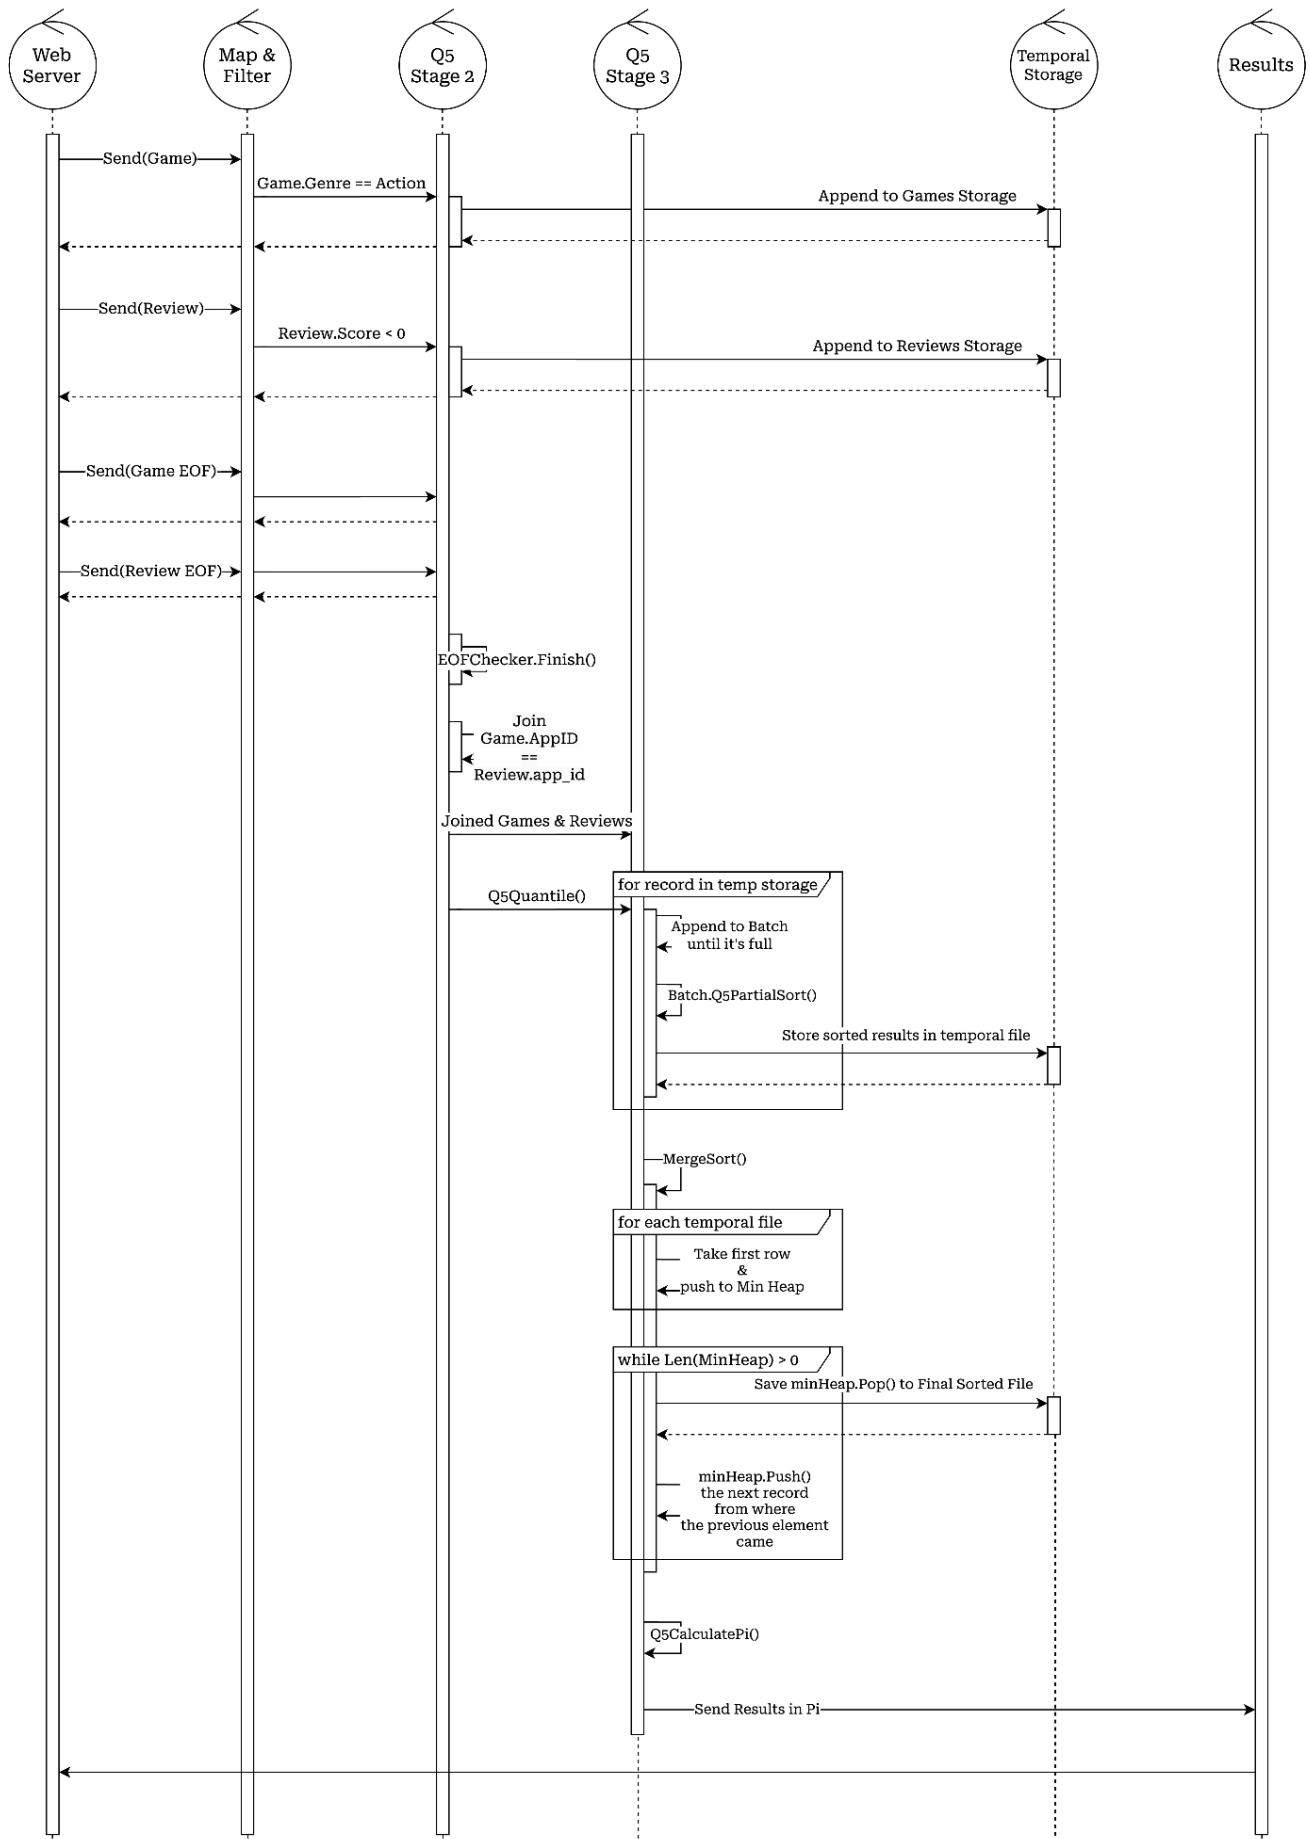 Web
Server
Map &
Filter
Q5
Stage 2
Q5
Stage 3
Temporal
Storage
Results
Send(Game)
Game.Genre == Action
Append to Games Storage
Send(Review)
Review.Score < 0
Append to Reviews Storage
Send(Game EOF)
Send(Review EOF)
EOFChecker.Finish()
Join
Game.AppID
==
Review.app_id
Joined Games & Reviews
for record in temp storage
Q5Quantile()
Append to Batch
until it's full
Batch.Q5PartialSort()
Store sorted results in temporal file
MergeSort()
for each temporal file
Take first row
&
push to Min Heap
while Len(MinHeap) > 0
Save minHeap.Pop() to Final Sorted File
minHeap.Push()
the next record
from where
the previous element
came
Q5CalculatePi()
Send Results in Pi